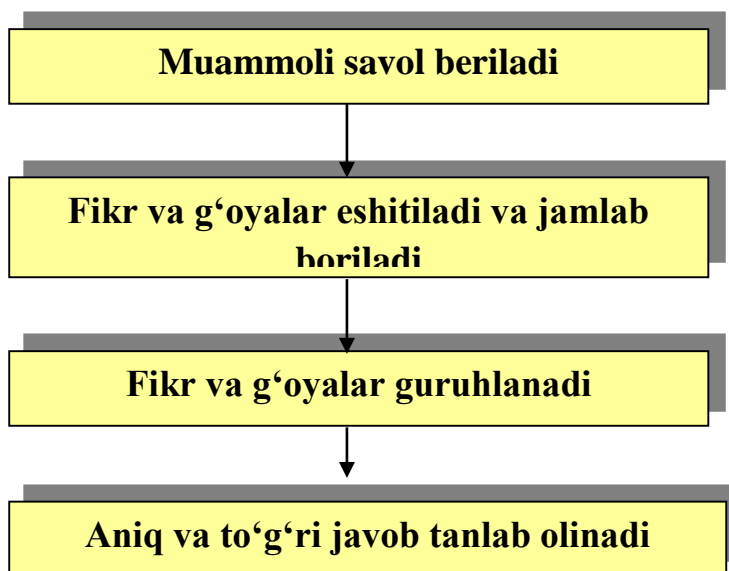 Muammoli savol beriladi
Fikr va g‘oyalar eshitiladi va jamlab
boriladi
Fikr va g‘oyalar guruhlanadi
Aniq va to‘g‘ri javob tanlab olinadi